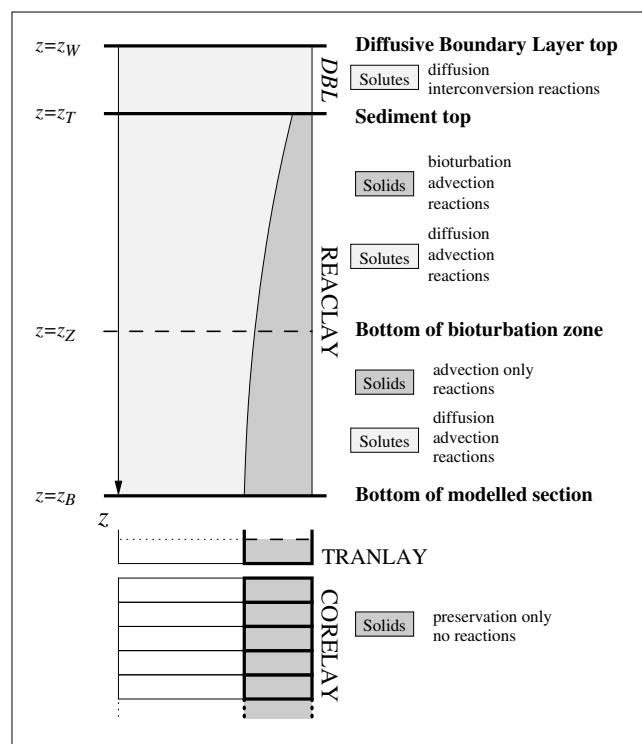 z=z_W
Diffusive Boundary Layer top
DBL
Solutes
diffusion
interconversion reactions
z=z_T
Sediment top
Solids
bioturbation
advection
reactions
REACLAY
Solutes
diffusion
advection
reactions
z=z_Z
Bottom of bioturbation zone
Solids
advection only
reactions
Solutes
diffusion
advection
reactions
z=z_B
Bottom of modelled section
z
TRANLAY
CORELAY
Solids
preservation only
no reactions